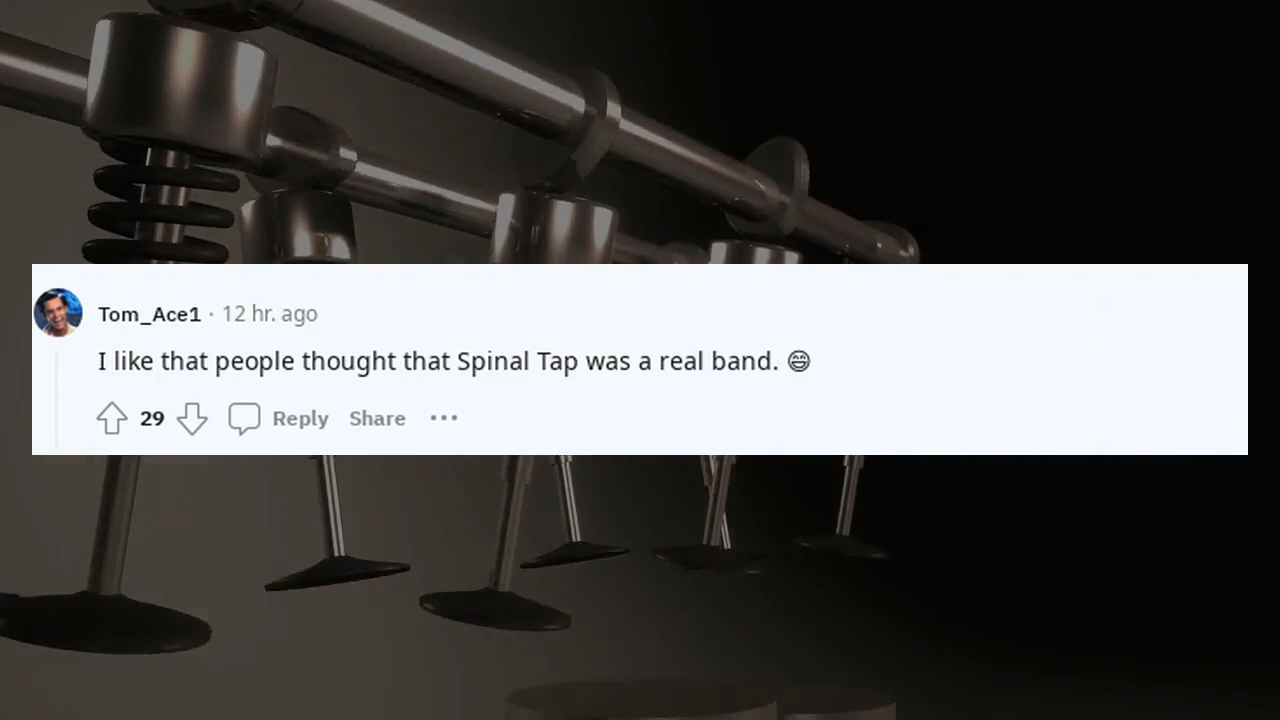 Tom_Ace1 · 12 hr. ago
I like that people thought that Spinal Tap was a real band. 😄
29 Reply Share ···